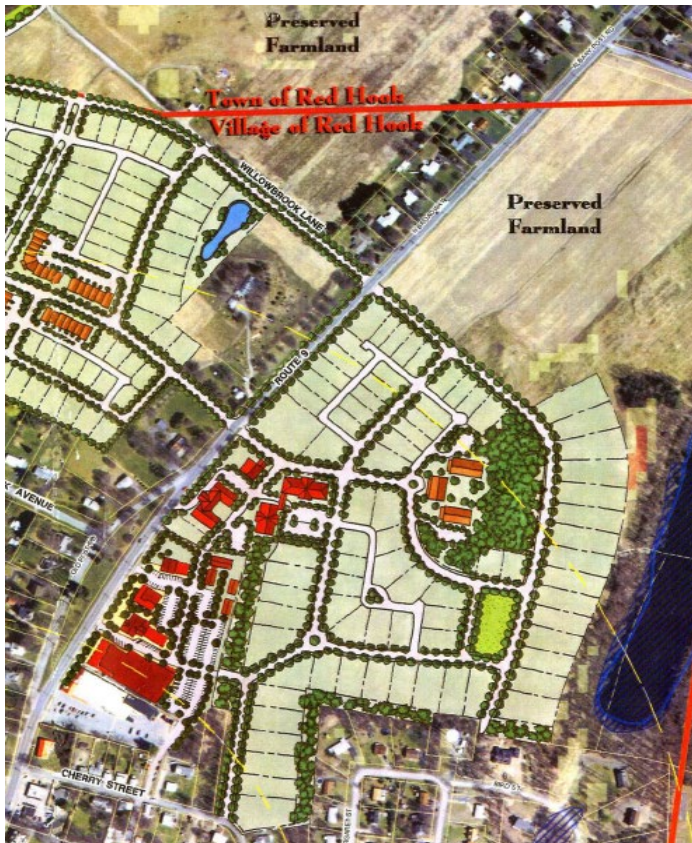 Preserved
Farmland
Town of Red Hook
Village of Red Hook
WILLOWBROOK LANE
Preserved
Farmland
ROUTE 9
AVENUE
CHERRY STREET